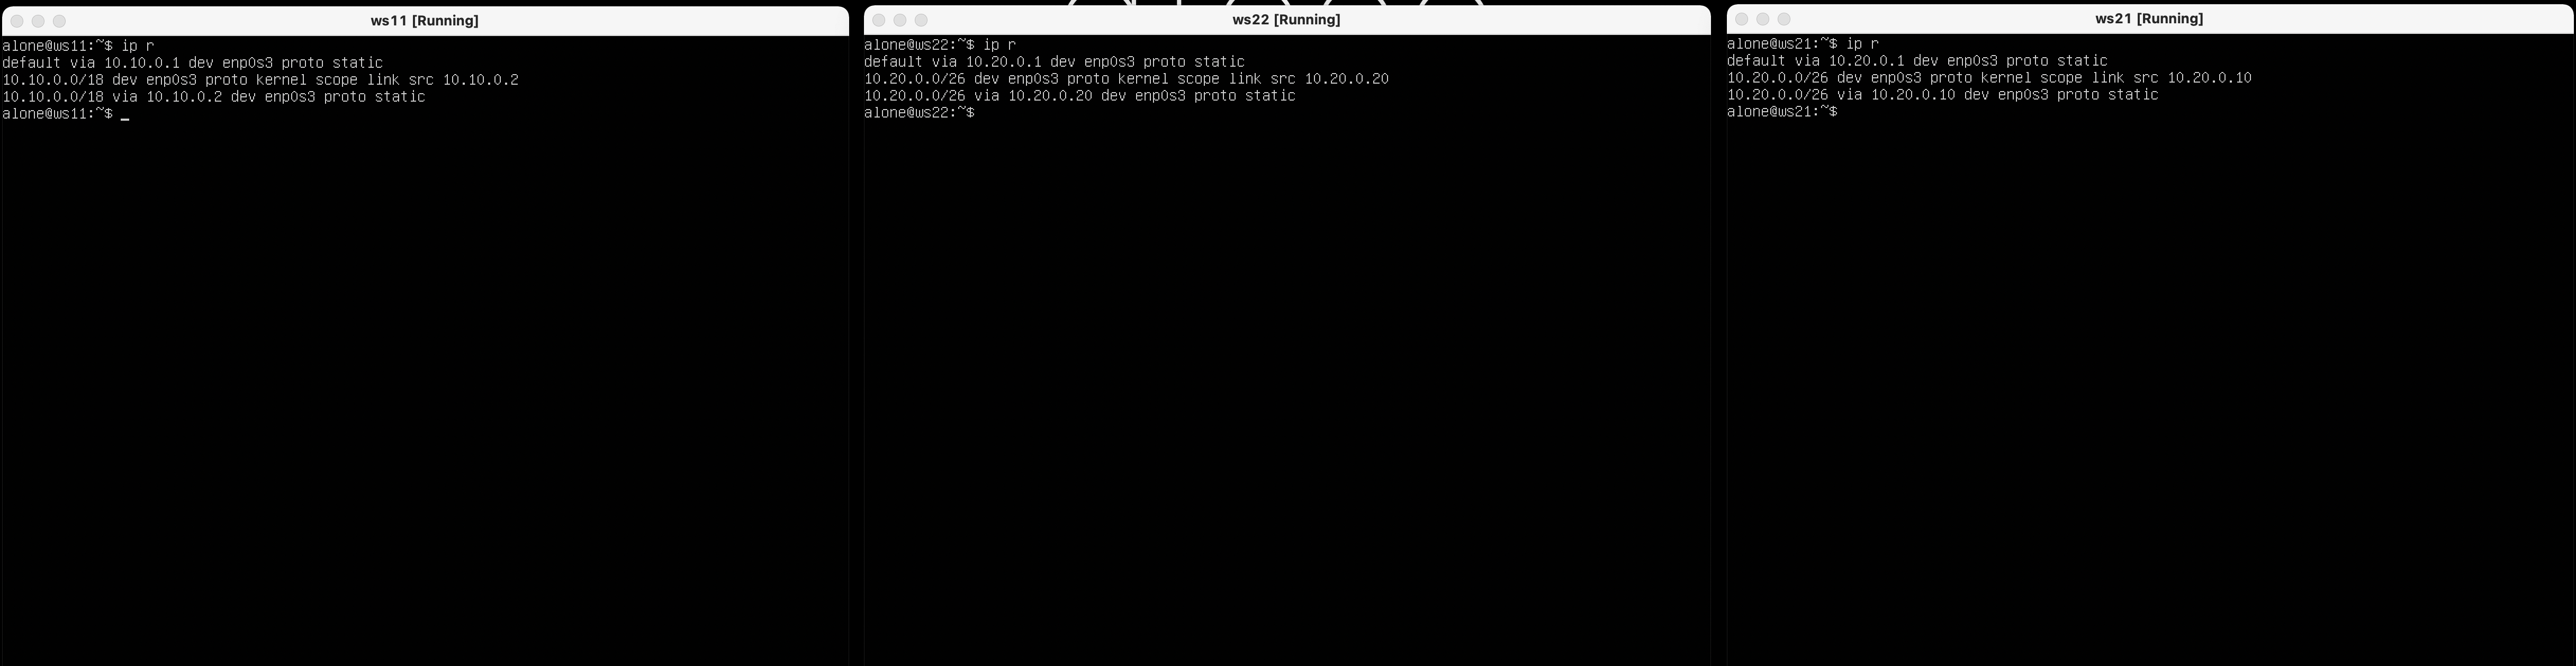 ws11 [Running]
alone@ws11:~$ ip r
default via 10.10.0.1 dev enp0s3 proto static
10.10.0.0/18 dev enp0s3 proto kernel scope link src 10.10.0.2
10.10.0.0/18 via 10.10.0.2 dev enp0s3 proto static
alone@ws11:~$ _
ws22 [Running]
alone@ws22:~$ ip r
default via 10.20.0.1 dev enp0s3 proto static
10.20.0.0/26 dev enp0s3 proto kernel scope link src 10.20.0.20
10.20.0.0/26 via 10.20.0.20 dev enp0s3 proto static
alone@ws22:~$
ws21 [Running]
alone@ws21:~$ ip r
default via 10.20.0.1 dev enp0s3 proto static
10.20.0.0/26 dev enp0s3 proto kernel scope link src 10.20.0.10
10.20.0.0/26 via 10.20.0.10 dev enp0s3 proto static
alone@ws21:~$